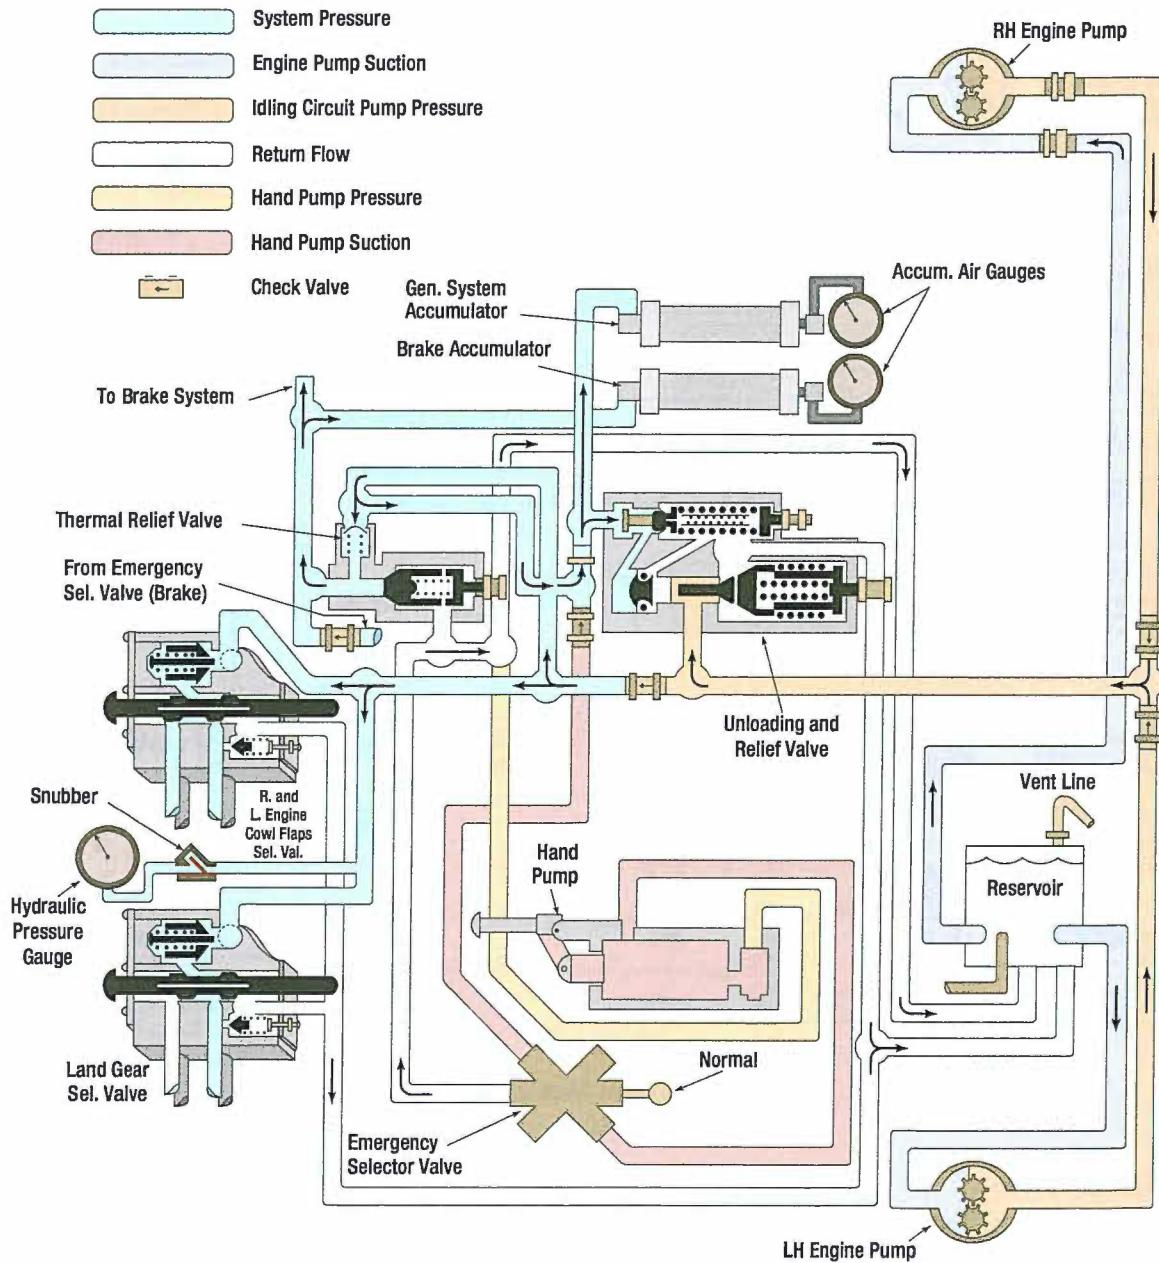 System Pressure
Engine Pump Suction
Idling Circuit Pump Pressure
Return Flow
Hand Pump Pressure
Hand Pump Suction
Check Valve
RH Engine Pump
Gen. System
Accumulator
Accum. Air Gauges
Brake Accumulator
To Brake System
Thermal Relief Valve
From Emergency
Sel. Valve (Brake)
Unloading and
Relief Valve
Vent Line
Snubber
R. and
L. Engine
Cowl Flaps
Sel. Val.
Hand
Pump
Reservoir
Hydraulic
Pressure
Gauge
Normal
Land Gear
Sel. Valve
Emergency
Selector Valve
LH Engine Pump